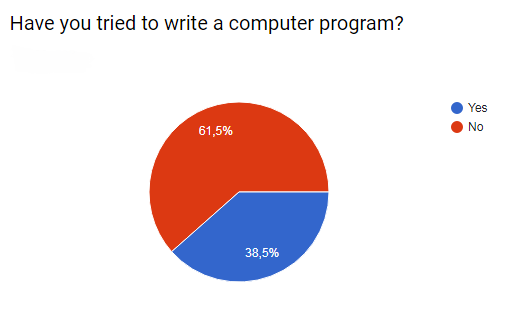 Have you tried to write a computer program?
Yes
No
61,5%
38,5%